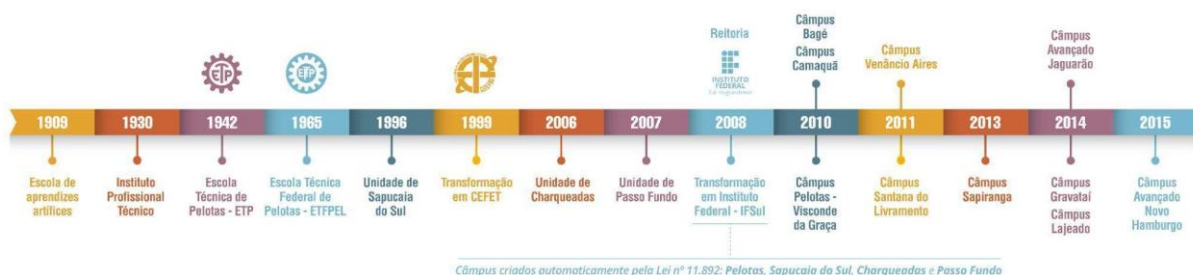 Reitoria
Câmpus
Bagé
Câmpus
Camaquã
Câmpus
Venâncio Aires
Câmpus
Avançado
Jaguarão
ETP
ETP
INSTITUTO
FEDERAL
1909
1930
1942
1965
1996
1999
2006
2007
2008
2010
2011
2013
2014
2015
Escola de
aprendizes
artífices
Instituto
Profissional
Técnico
Escola
Técnica de
Pelotas - ETP
Escola Técnica
Federal de
Pelotas - ETFPEL
Unidade de
Sapucaia
do Sul
Transformação
em CEFET
Unidade de
Charqueadas
Unidade de
Passo Fundo
Transformação
em Instituto
Federal - IFSul
Câmpus
Pelotas -
Visconde
da Graça
Câmpus
Santana do
Livramento
Câmpus
Sapiranga
Câmpus
Gravataí
Câmpus
Lajeado
Câmpus
Avançado
Novo
Hamburgo
Câmpus criados automaticamente pela Lei nº 11.892: Pelotas, Sapucaia do Sul, Charqueadas e Passo Fundo